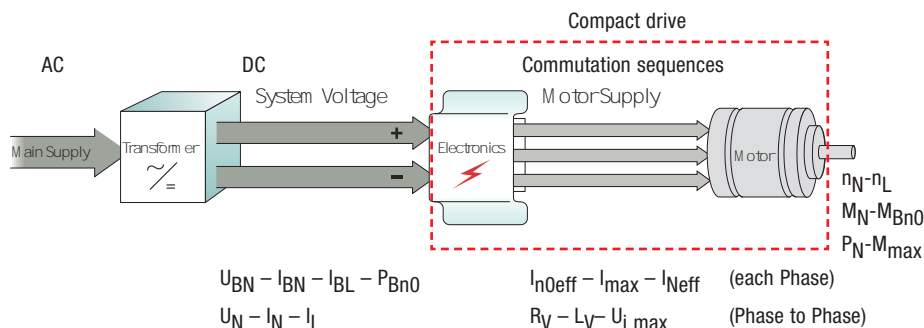 Compact drive
AC
DC
Commutation sequences
System Voltage
Motor Supply
+
Main Supply
Transformer
Electronics
Motor
~/=
–
nN-nL
MN-MBn0
PN-Mmax
UBN – IBN – IBL – PBn0
In0eff – Imax – INeff
(each Phase)
UN – IN – IL
RV – LV– Ui max
(Phase to Phase)